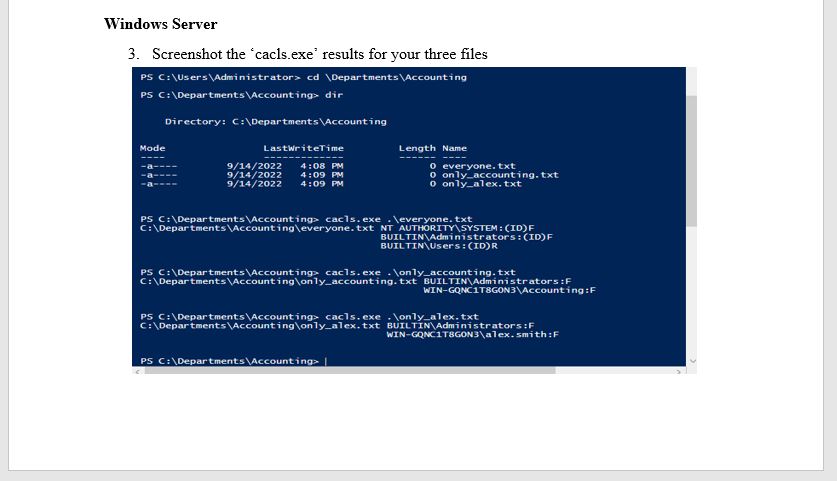 Windows Server
3. Screenshot the ‘cacls.exe’ results for your three files
PS C:\Users\Administrator> cd \Departments\Accounting
PS C:\Departments\Accounting> dir
Directory: C:\Departments\Accounting
Mode LastWriteTime Length Name
---- ------------- ------ ----
-a---- 9/14/2022 4:08 PM 0 everyone.txt
-a---- 9/14/2022 4:09 PM 0 only_accounting.txt
-a---- 9/14/2022 4:09 PM 0 only_alex.txt
PS C:\Departments\Accounting> cacls.exe .\everyone.txt
C:\Departments\Accounting\everyone.txt NT AUTHORITY\SYSTEM:(ID)F
BUILTIN\Administrators:(ID)F
BUILTIN\Users:(ID)R
PS C:\Departments\Accounting> cacls.exe .\only_accounting.txt
C:\Departments\Accounting\only_accounting.txt BUILTIN\Administrators:F
WIN-GQNC1T8GON3\Accounting:F
PS C:\Departments\Accounting> cacls.exe .\only_alex.txt
C:\Departments\Accounting\only_alex.txt BUILTIN\Administrators:F
WIN-GQNC1T8GON3\alex.smith:F
PS C:\Departments\Accounting> |